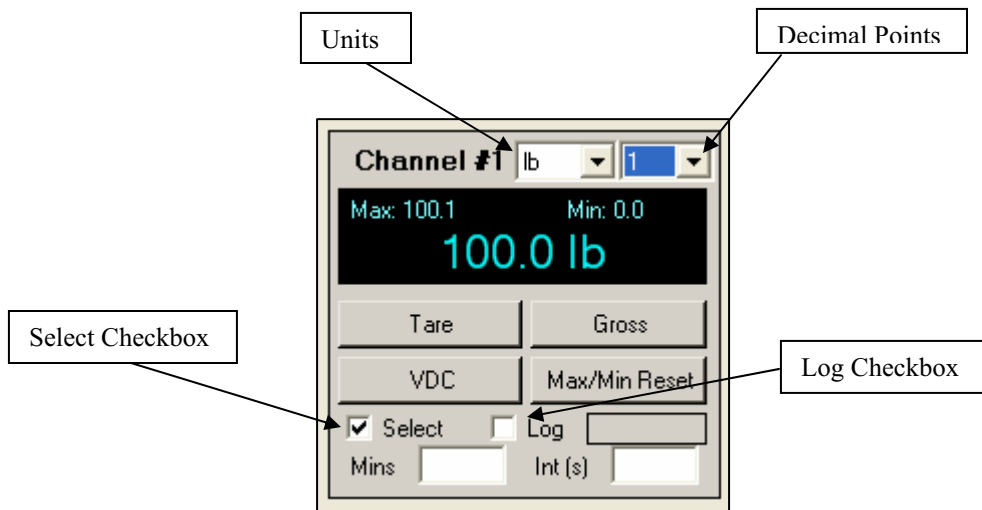 Units
Decimal Points
Channel #1 lb 1
Max: 100.1 Min: 0.0
100.0 lb
Tare Gross
Select Checkbox
VDC Max/Min Reset
Log Checkbox
Select Log
Mins Int (s)